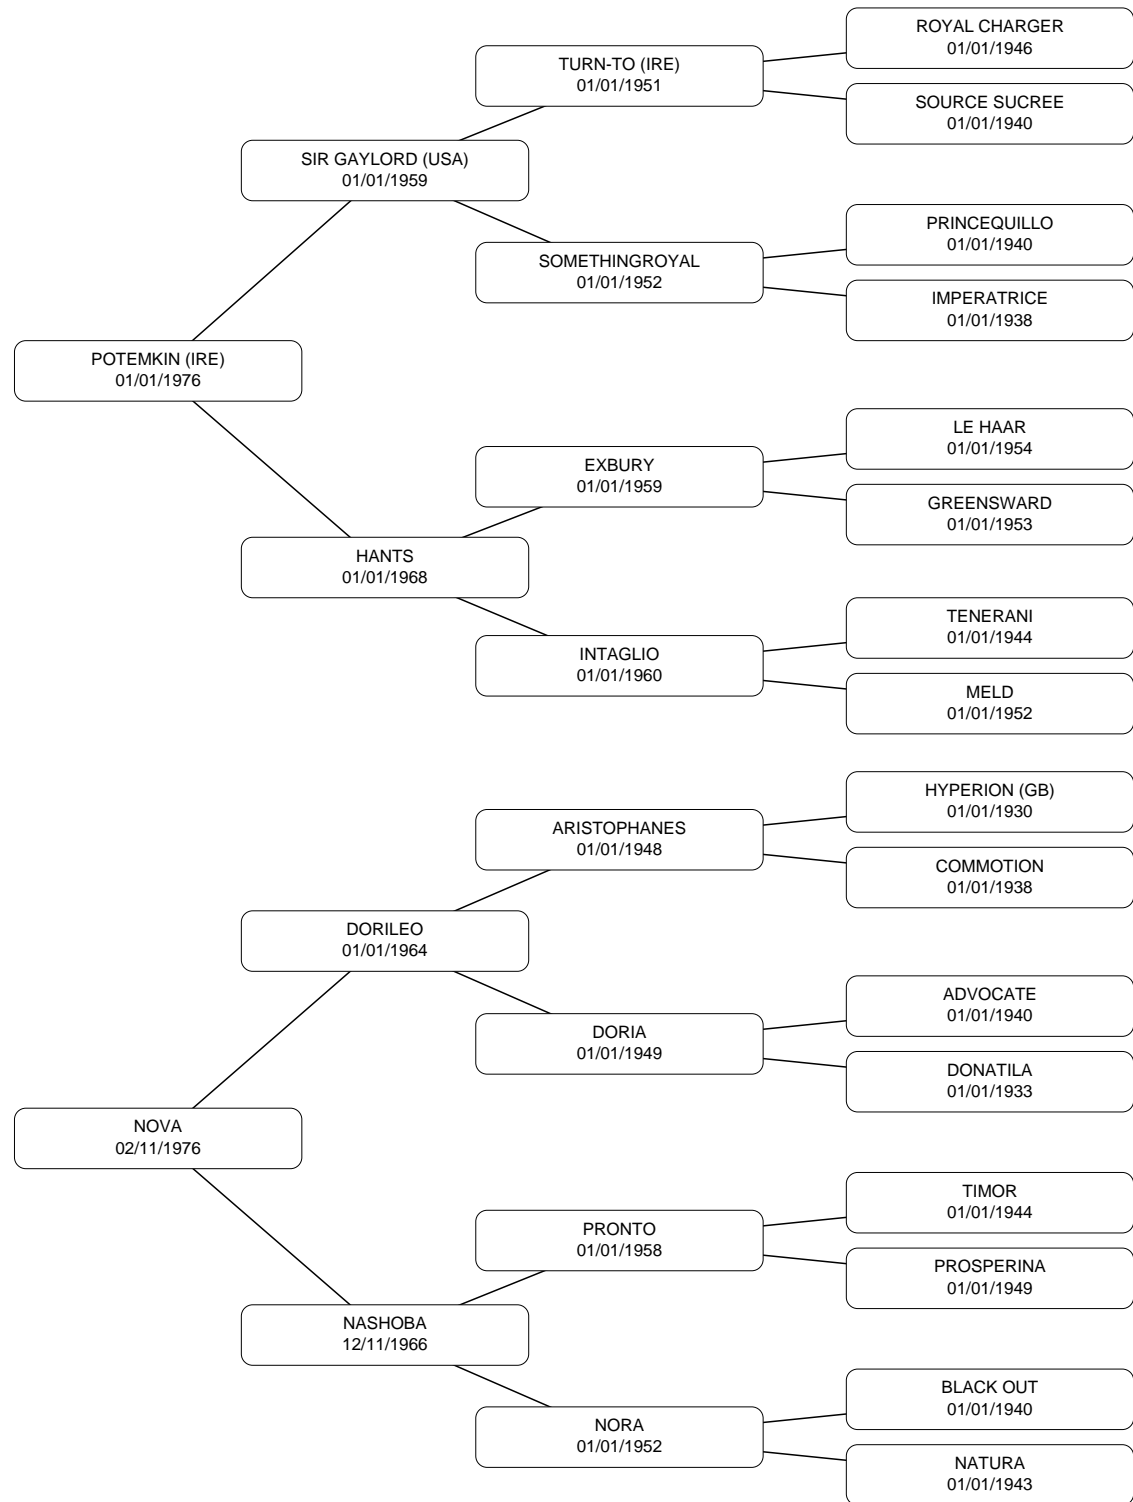 ROYAL CHARGER
01/01/1946
TURN-TO (IRE)
01/01/1951
SOURCE SUCREE
01/01/1940
SIR GAYLORD (USA)
01/01/1959
PRINCEQUILLO
01/01/1940
SOMETHINGROYAL
01/01/1952
IMPERATRICE
01/01/1938
POTEMKIN (IRE)
01/01/1976
LE HAAR
01/01/1954
EXBURY
01/01/1959
GREENSWARD
01/01/1953
HANTS
01/01/1968
TENERANI
01/01/1944
INTAGLIO
01/01/1960
MELD
01/01/1952
HYPERION (GB)
01/01/1930
ARISTOPHANES
01/01/1948
COMMOTION
01/01/1938
DORILEO
01/01/1964
ADVOCATE
01/01/1940
DORIA
01/01/1949
DONATILA
01/01/1933
NOVA
02/11/1976
TIMOR
01/01/1944
PRONTO
01/01/1958
PROSPERINA
01/01/1949
NASHOBA
12/11/1966
BLACK OUT
01/01/1940
NORA
01/01/1952
NATURA
01/01/1943